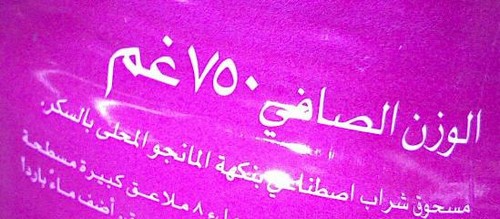 الوزن الصافي ٧٥٠ غم
مسحوق شراب اصطناعي بنكهة المانجو المحلى بالسكر.
٨ ملاعق كبيرة مسطحة
أضف ماءً بارداً